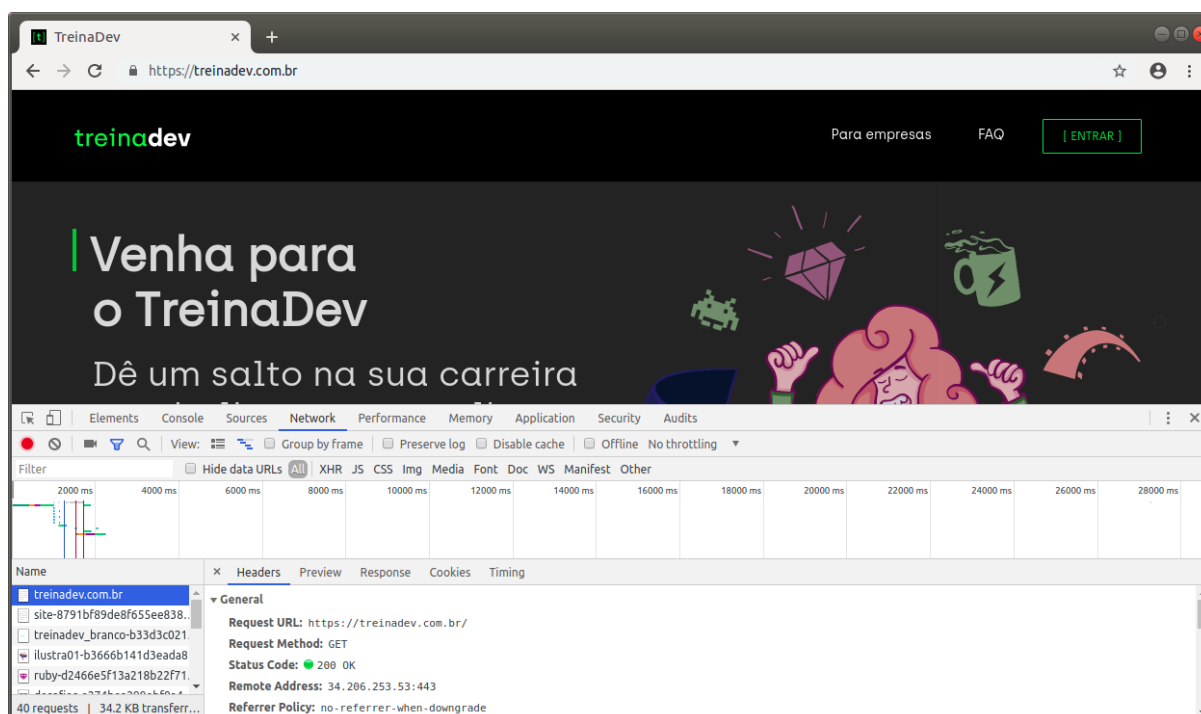 TreinaDev
https://treinadev.com.br
treinadev
Para empresas FAQ [ ENTRAR ]
Venha para
o TreinaDev
Dê um salto na sua carreira
Elements Console Sources Network Performance Memory Application Security Audits
View: Group by frame Preserve log Disable cache Offline No throttling
Filter Hide data URLs All XHR JS CSS Img Media Font Doc WS Manifest Other
2000 ms 4000 ms 6000 ms 8000 ms 10000 ms 12000 ms 14000 ms 16000 ms 18000 ms 20000 ms 22000 ms 24000 ms 26000 ms 28000 ms
Name Headers Preview Response Cookies Timing
treinadev.com.br
General
site-8791bf89de8f655ee838..
Request URL: https://treinadev.com.br/
treinadev_branco-b33d3c021.
Request Method: GET
ilustra01-b3666b141d3eada8
Status Code: 200 OK
ruby-d2466e5f13a218b22f71.
Remote Address: 34.206.253.53:443
40 requests | 34.2 KB transferr...
Referrer Policy: no-referrer-when-downgrade